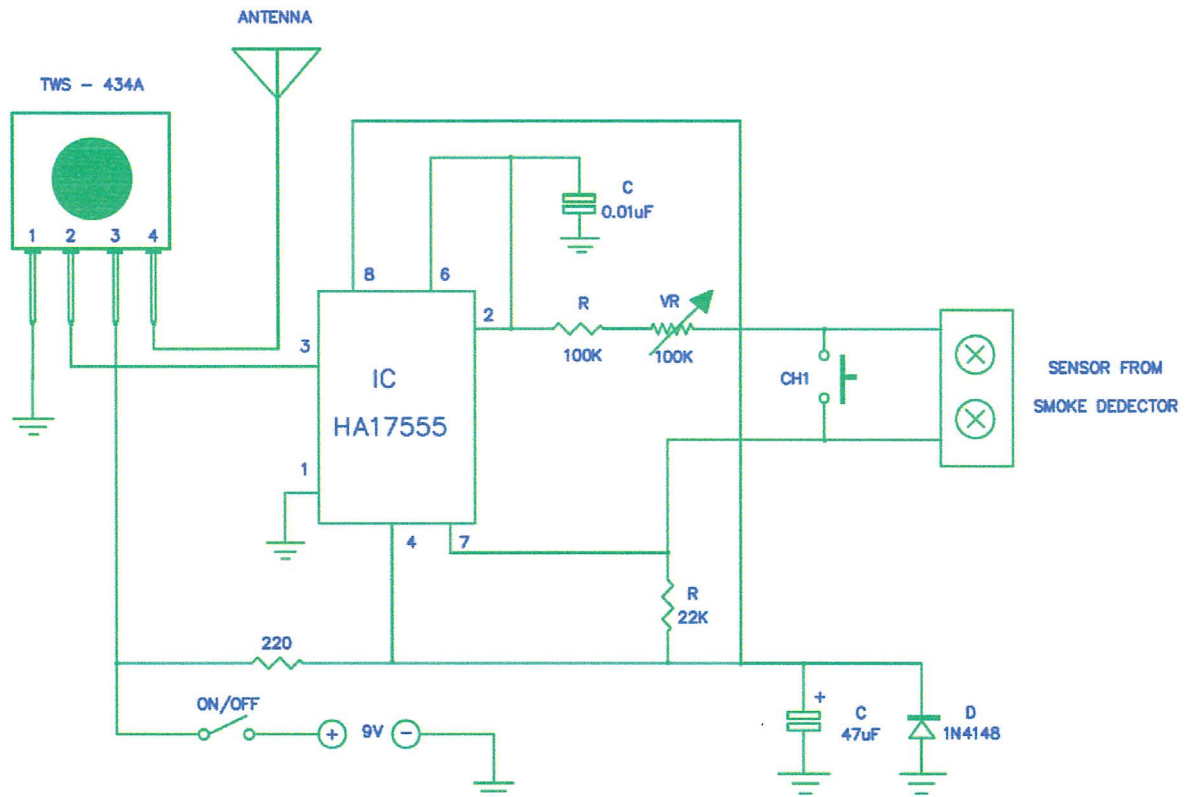 ANTENNA
TWS - 434A
1 2 3 4
C
0.01uF
8
6
2
R
VR
100K
100K
3
IC
HA17555
CH1
SENSOR FROM
SMOKE DEDECTOR
1
4
7
R
22K
220
ON/OFF
+
9V
-
+
C
47uF
D
1N4148